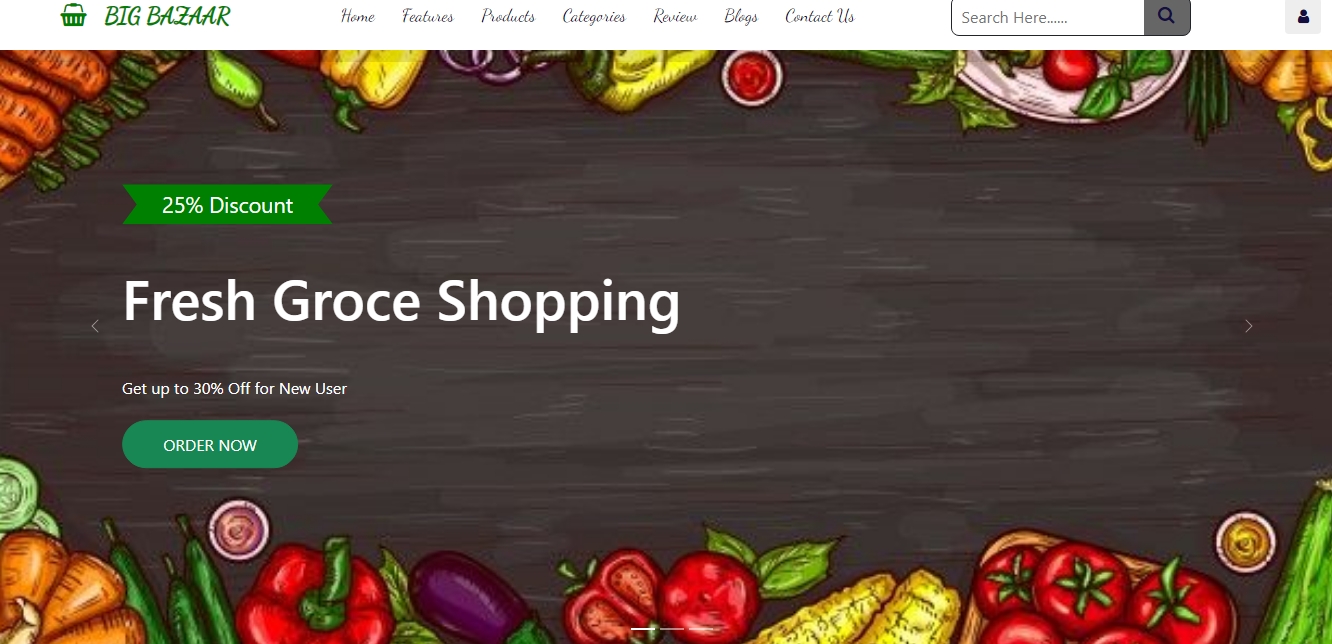 BIG BAZAAR
Home Features Products Categories Review Blogs Contact Us
Search Here......
25% Discount
Fresh Groce Shopping
Get up to 30% Off for New User
ORDER NOW